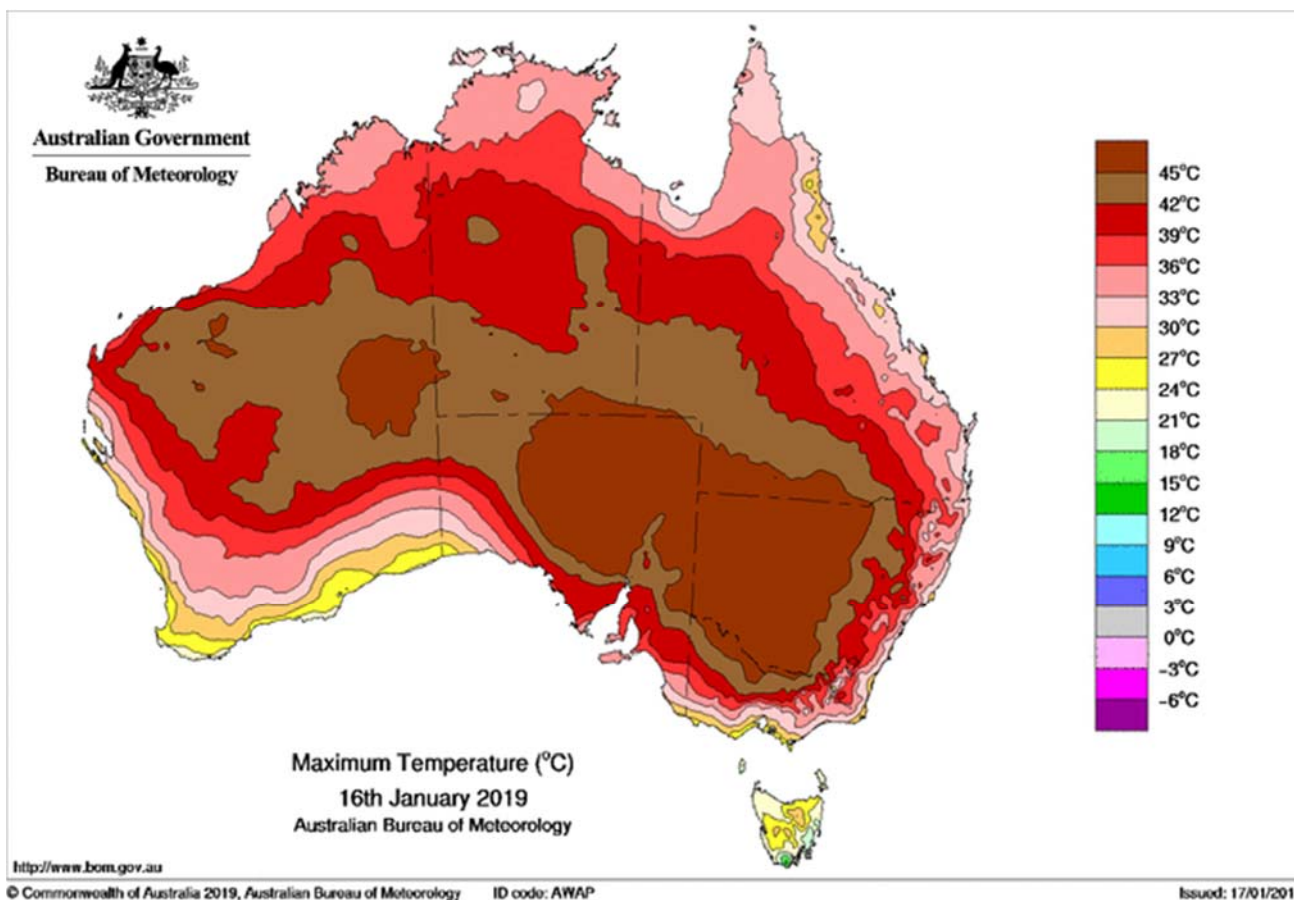 Australian Government
Bureau of Meteorology
45°C
42°C
39°C
36°C
33°C
30°C
27°C
24°C
21°C
18°C
15°C
12°C
9°C
6°C
3°C
0°C
-3°C
-6°C
Maximum Temperature (°C)
16th January 2019
Australian Bureau of Meteorology
http://www.bom.gov.au
© Commonwealth of Australia 2019, Australian Bureau of Meteorology ID code: AWAP Issued: 17/01/201